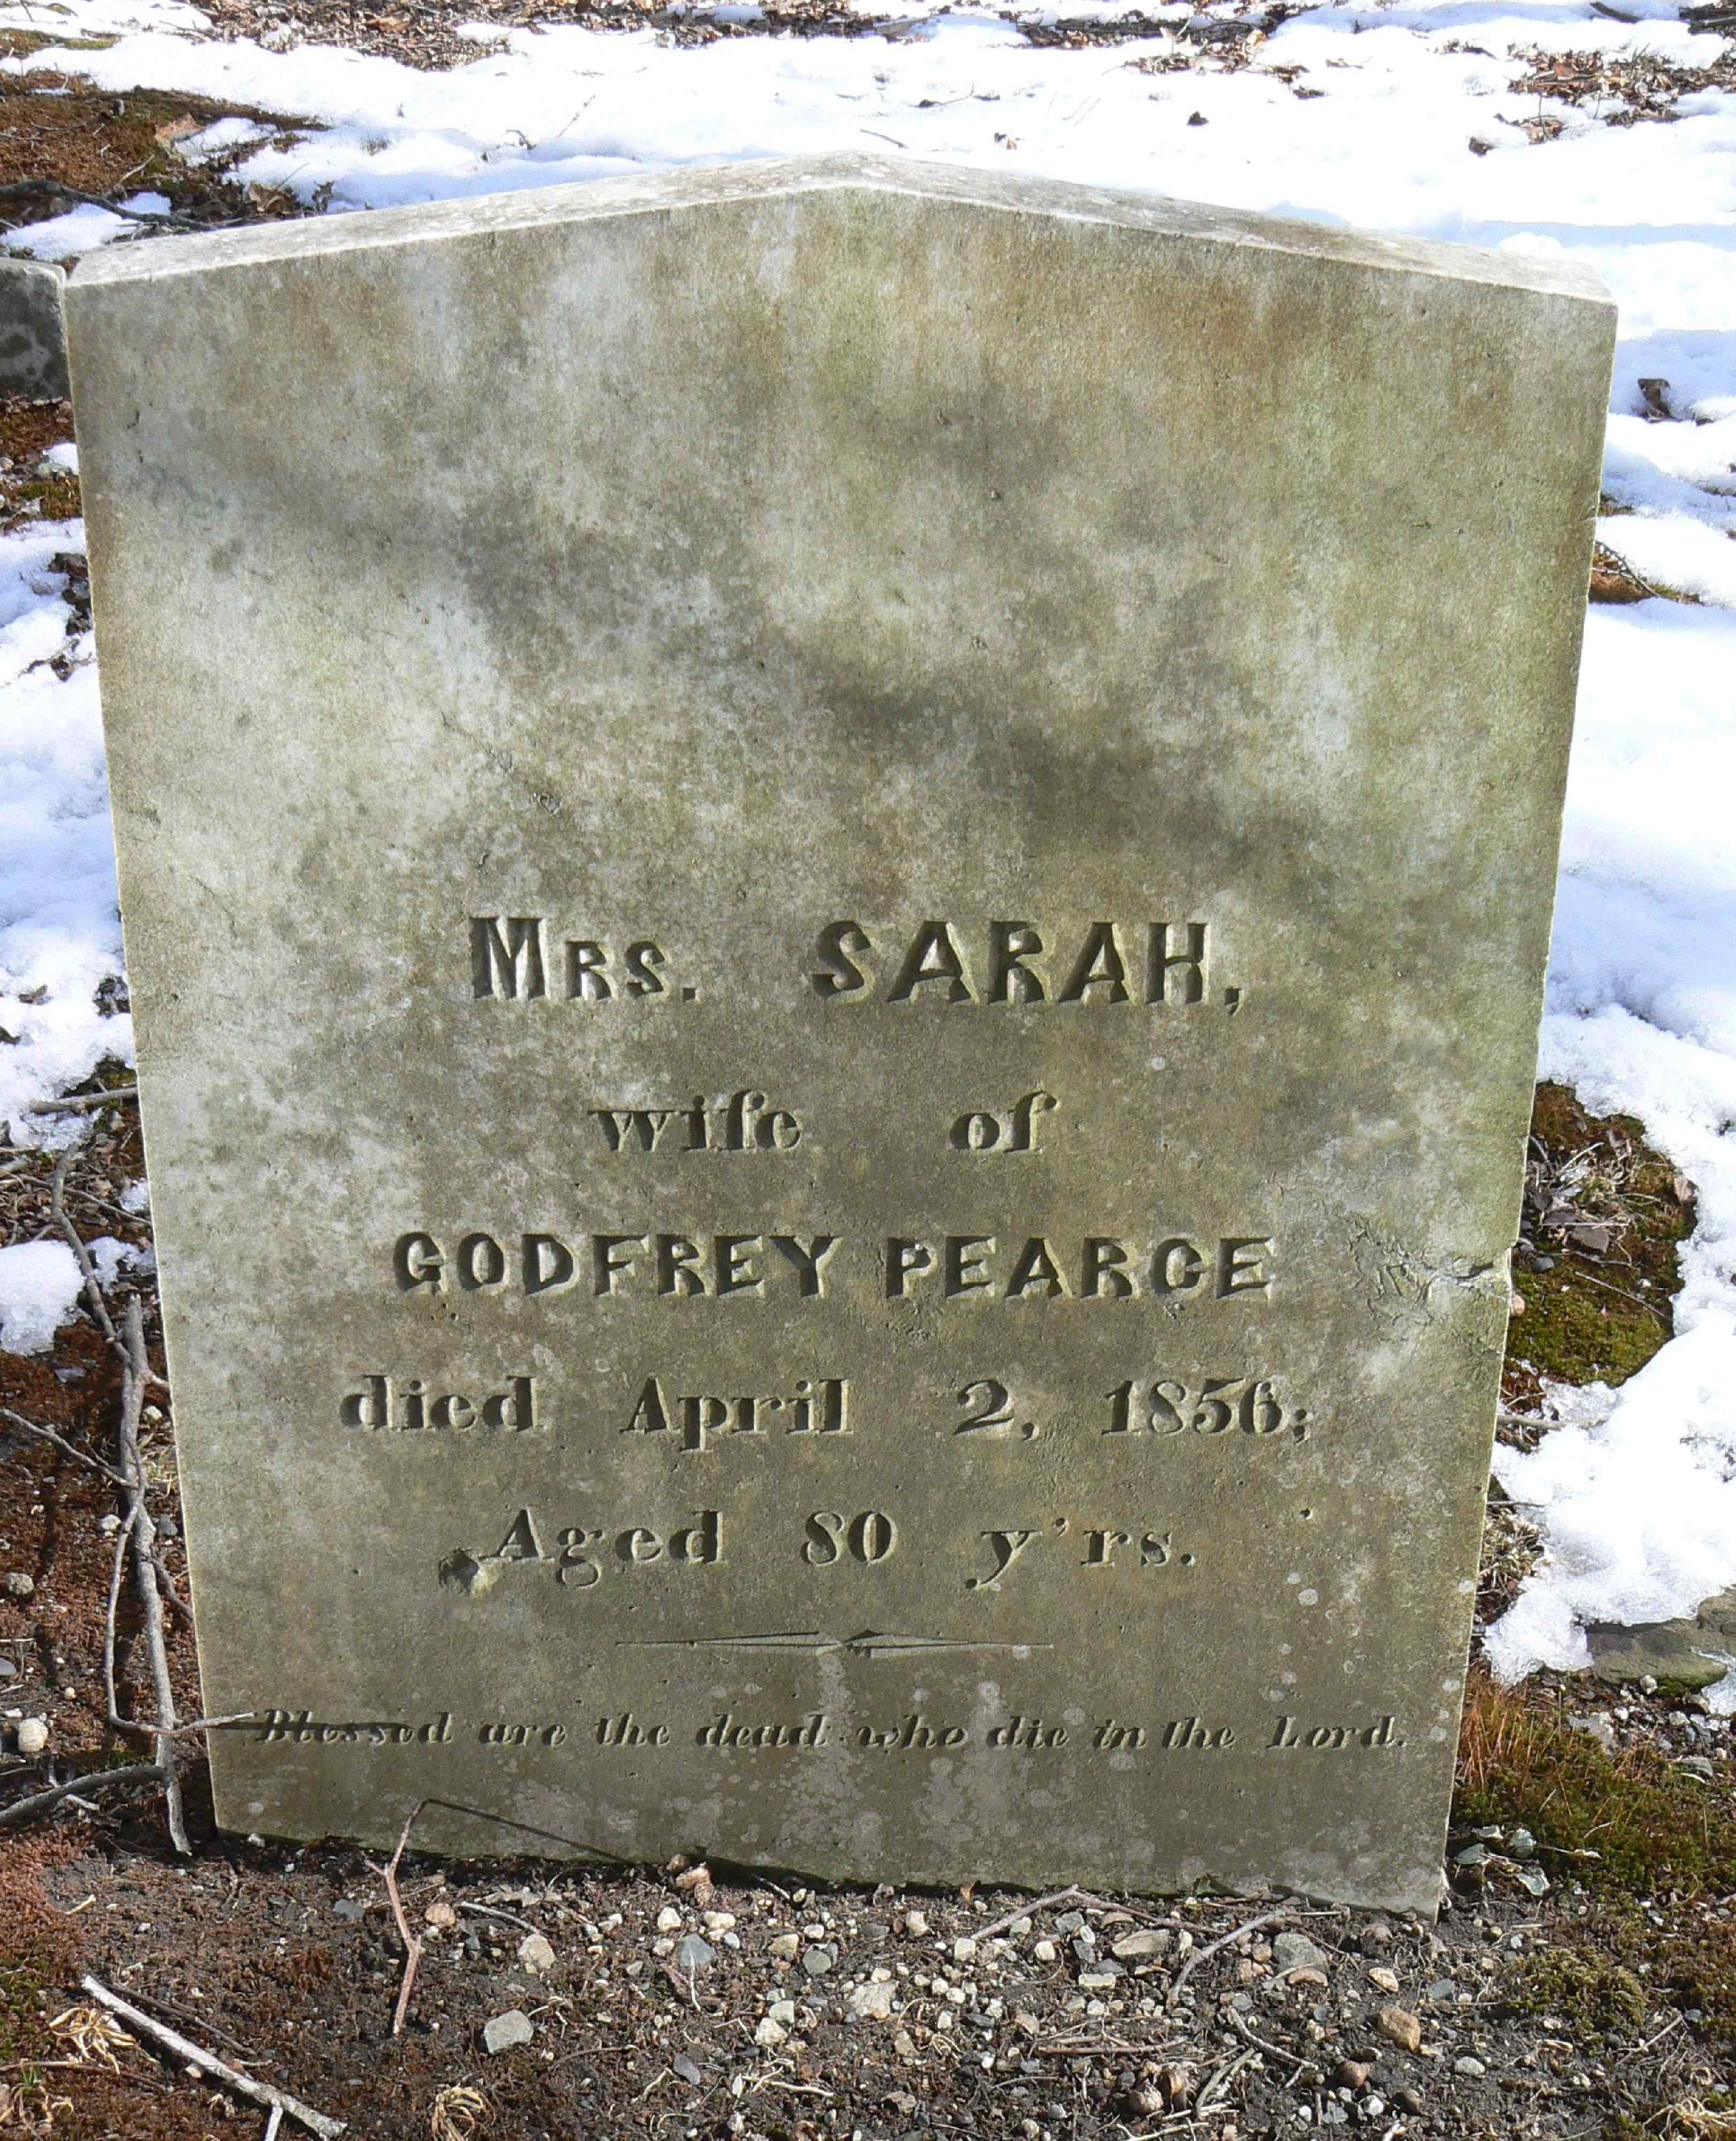 Mrs. SARAH,
wife of
GODFREY PEARCE
died April 2, 1856;
Aged 80 y'rs.
Blessed are the dead who die in the Lord.